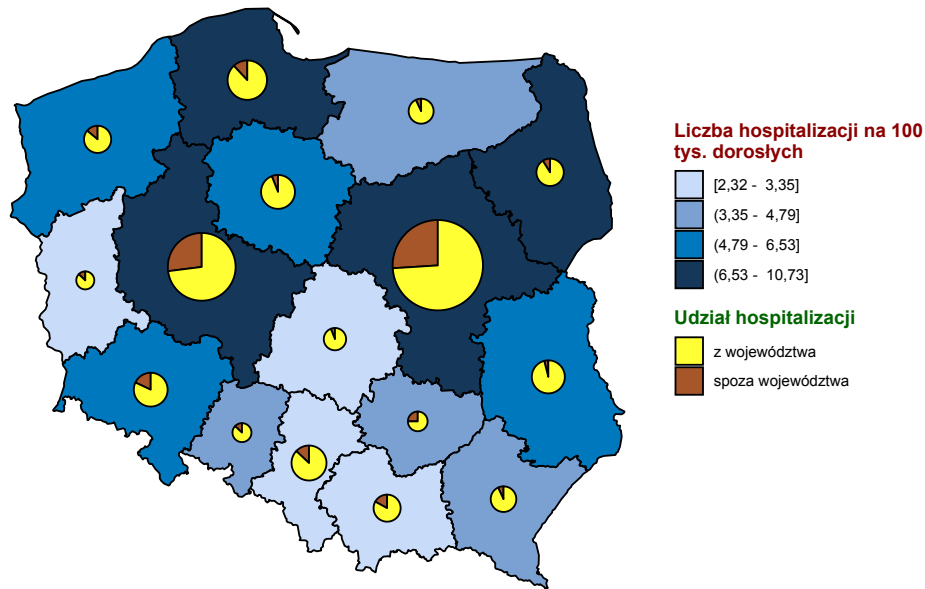 Liczba hospitalizacji na 100
tys. dorosłych
[2,32 - 3,35]
(3,35 - 4,79]
(4,79 - 6,53]
(6,53 - 10,73]
Udział hospitalizacji
z województwa
spoza województwa